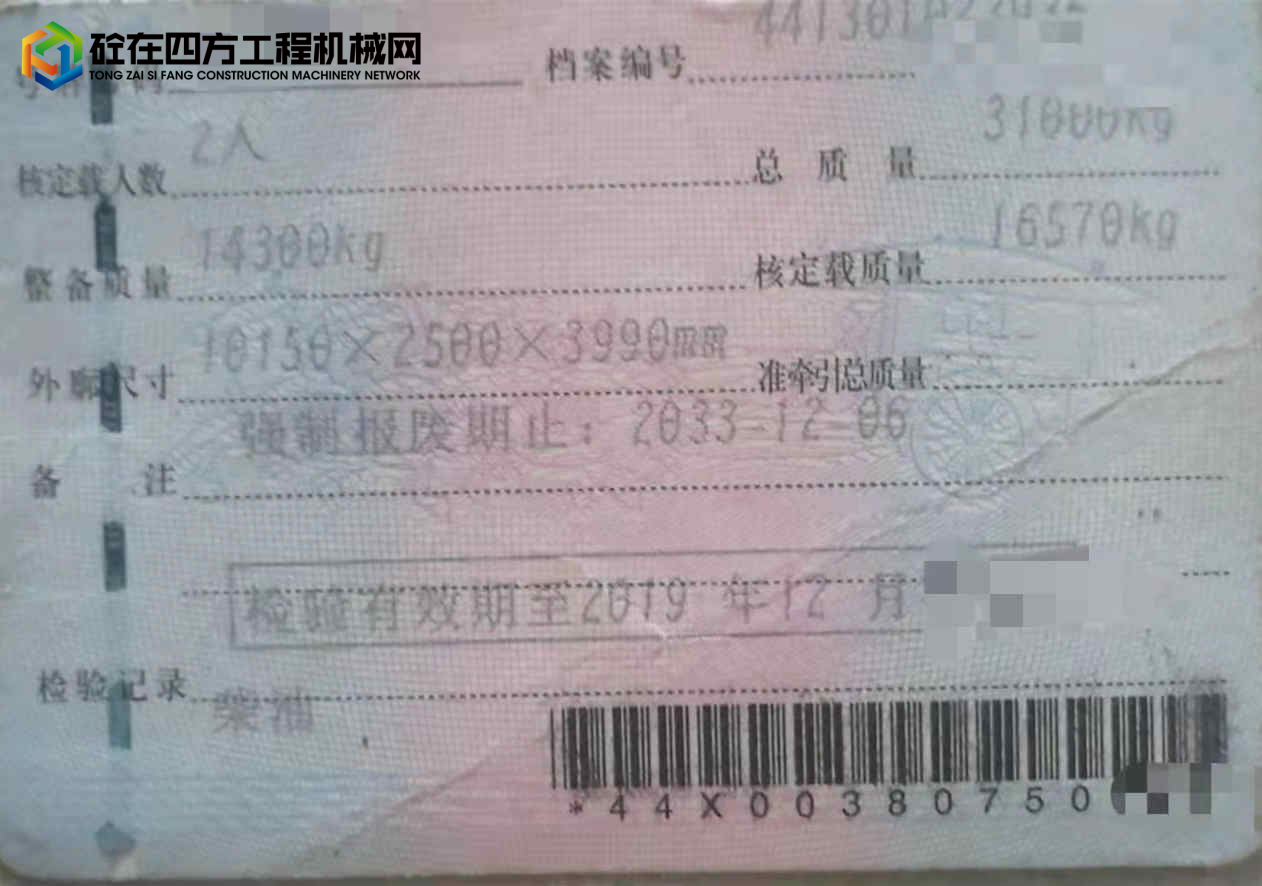 砼在四方工程机械网
TONG ZAI SI FANG CONSTRUCTION MACHINERY NETWORK
档案编号
核定载人数 2人 总质量 31000kg
整备质量 14300kg 核定载质量 16570kg
外廓尺寸 10150×2500×3990mm 准牵引总质量
备注 强制报废期止：2033-12-06
检验有效期至2019年12月
检验记录 柴油
*44X00380750